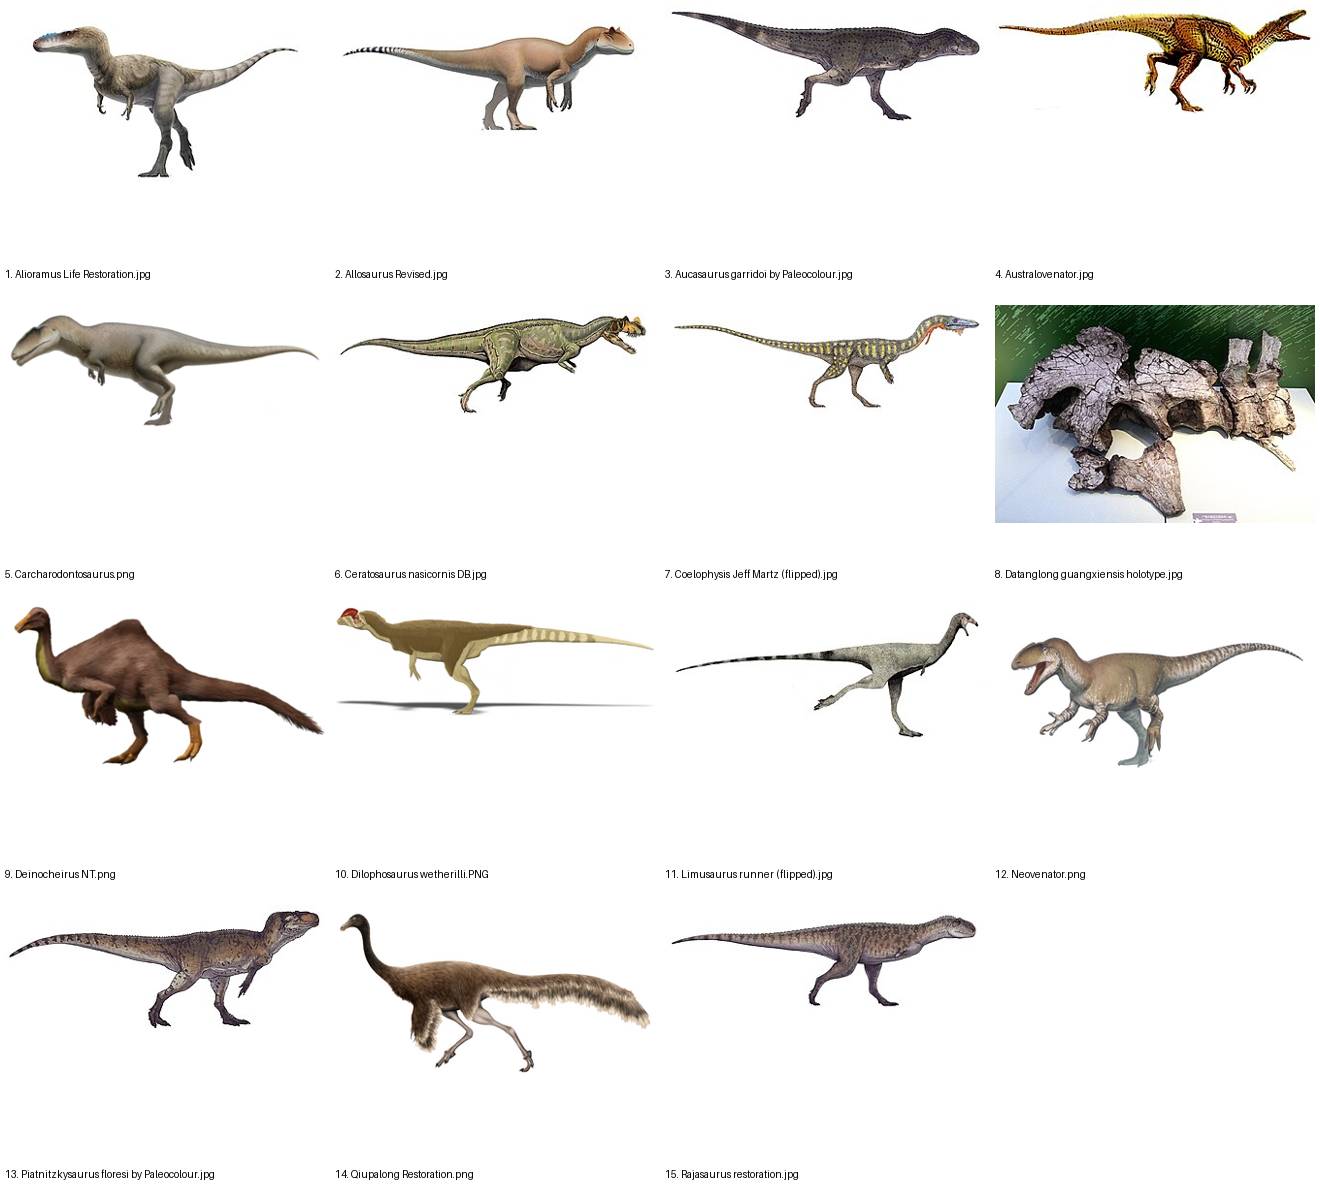 1. Alioramus Life Restoration.jpg
2. Allosaurus Revised.jpg
3. Aucasaurus garridoi by Paleocolour.jpg
4. Australovenator.jpg
5. Carcharodontosaurus.png
6. Ceratosaurus nasicornis DB.jpg
7. Coelophysis Jeff Martz (flipped).jpg
8. Datanglong guangxiensis holotype.jpg
9. Deinocheirus NT.png
10. Dilophosaurus wetherilli.PNG
11. Limusaurus runner (flipped).jpg
12. Neovenator.png
13. Piatnitzkysaurus floresi by Paleocolour.jpg
14. Qiupalong Restoration.png
15. Rajasaurus restoration.jpg